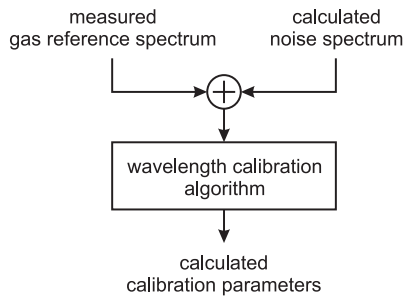 measured
gas reference spectrum
calculated
noise spectrum
wavelength calibration
algorithm
calculated
calibration parameters